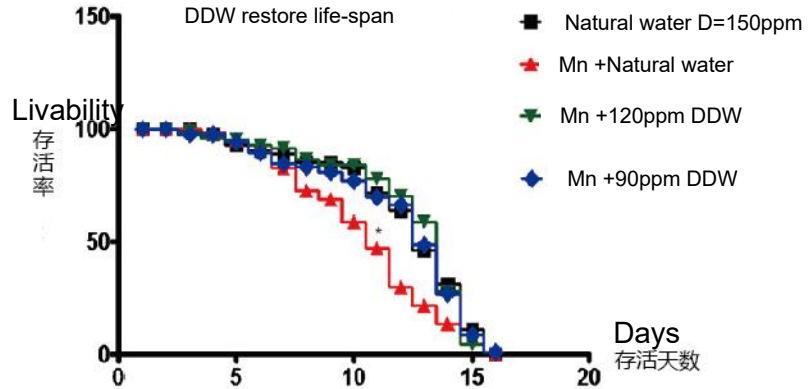 DDW restore life-span
Natural water D=150ppm
Mn +Natural water
Mn +120ppm DDW
Mn +90ppm DDW
Livability
存活率
150
100
50
0
*
0
5
10
15
20
Days
存活天数